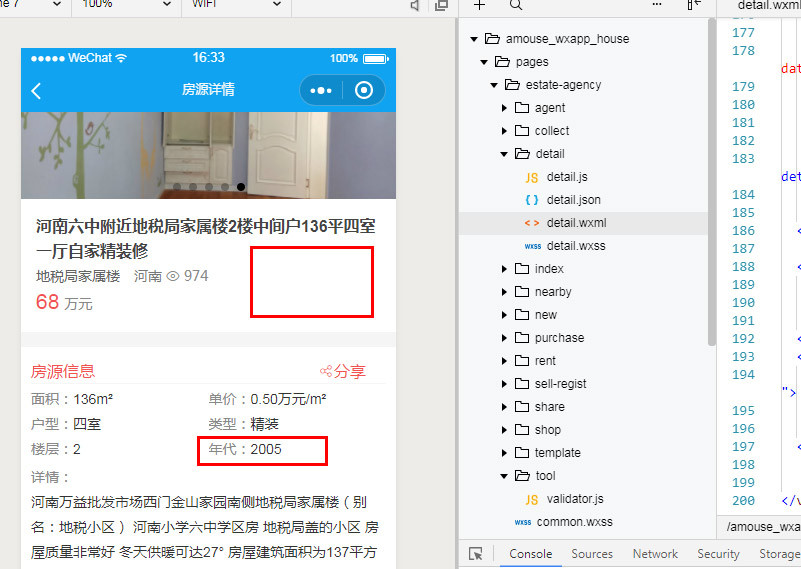 100%
WIFI
detail.wxml
●●●●● WeChat
16:33
100%
房源详情
河南六中附近地税局家属楼2楼中间户136平四室
一厅自家精装修
地税局家属楼 河南 974
68 万元
房源信息
分享
面积：136m²
单价：0.50万元/m²
户型：四室
类型：精装
楼层：2
年代：2005
详情：
河南万益批发市场西门金山家园南侧地税局家属楼（别
名：地税小区 ） 河南小学六中学区房 地税局盖的小区 房
屋质量非常好 冬天供暖可达27° 房屋建筑面积为137平方
amouse_wxapp_house
pages
estate-agency
agent
collect
detail
JS detail.js
{ } detail.json
< > detail.wxml
wxss detail.wxss
index
nearby
new
purchase
rent
sell-regist
share
shop
template
tool
JS validator.js
wxss common.wxss
177
178
dat
179
180
181
182
183
det
184
185
186 <
187
188 <
189
190
191
192 <
193 <
194
">
195
196
197 <
198
199
200 </
/amouse_wxa
Console
Sources
Network
Security
Storage